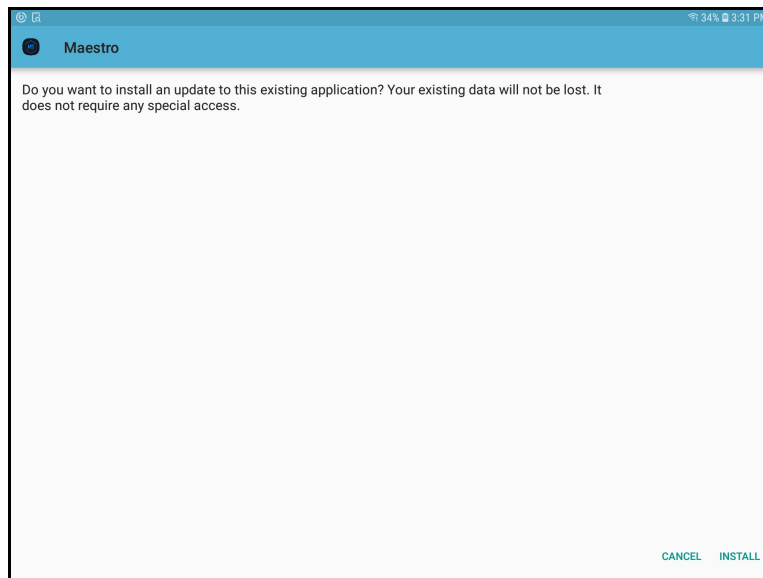 34% 3:31 PM
Maestro
Do you want to install an update to this existing application? Your existing data will not be lost. It
does not require any special access.
CANCEL INSTALL